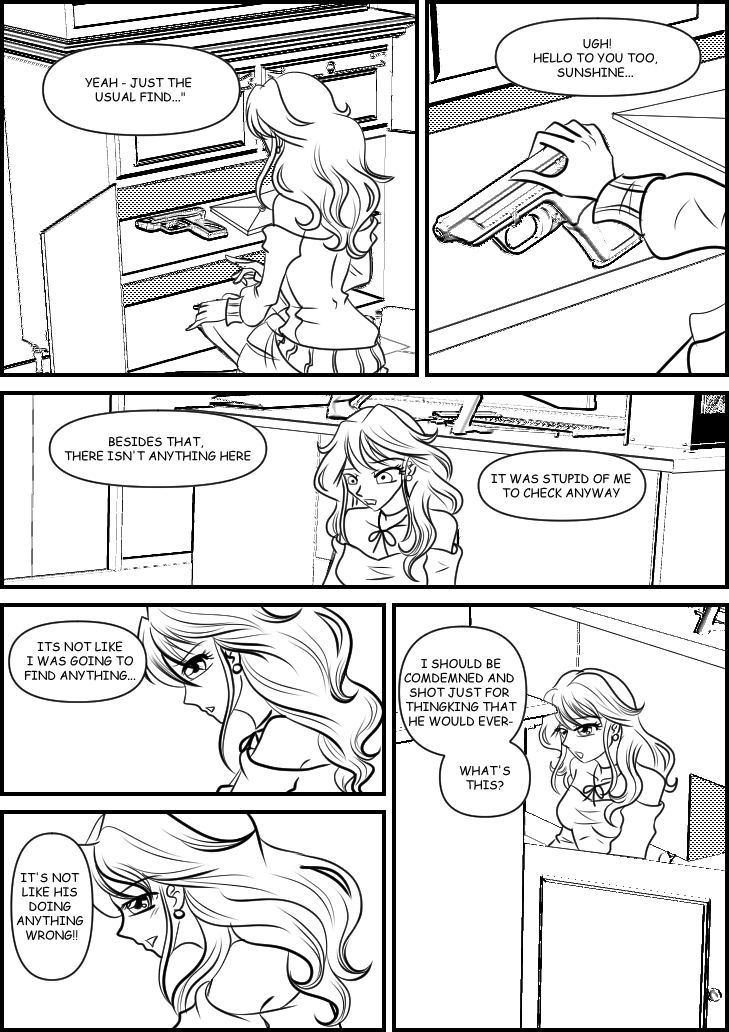 YEAH - JUST THE
USUAL FIND..."
UGH!
HELLO TO YOU TOO,
SUNSHINE...
BESIDES THAT,
THERE ISN'T ANYTHING HERE
IT WAS STUPID OF ME
TO CHECK ANYWAY
ITS NOT LIKE
I WAS GOING TO
FIND ANYTHING...
IT'S NOT
LIKE HIS
DOING
ANYTHING
WRONG!!
I SHOULD BE
COMDEMNED AND
SHOT JUST FOR
THINGKING THAT
HE WOULD EVER-
WHAT'S
THIS?